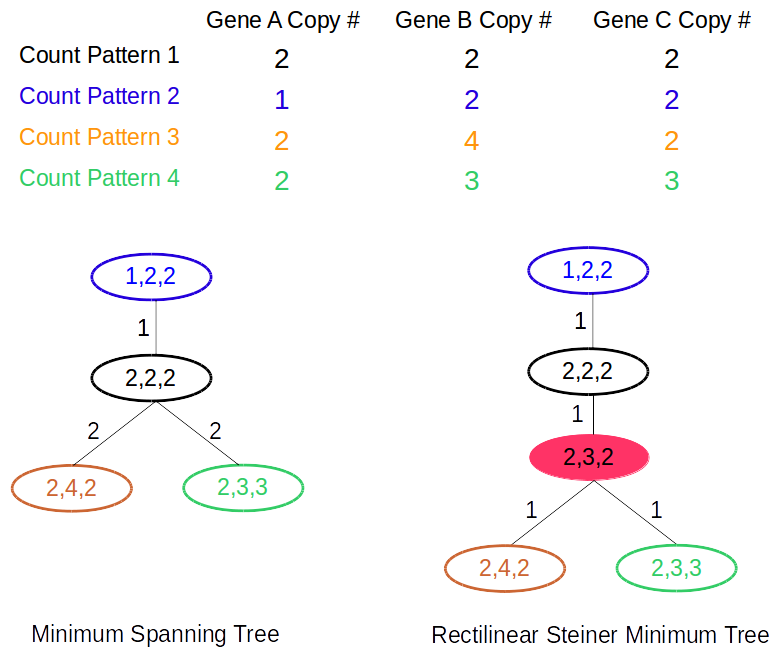 Gene A Copy # Gene B Copy # Gene C Copy #
Count Pattern 1 2 2 2
Count Pattern 2 1 2 2
Count Pattern 3 2 4 2
Count Pattern 4 2 3 3
1,2,2
1
2,2,2
2 2
2,4,2 2,3,3
Minimum Spanning Tree
1,2,2
1
2,2,2
1
2,3,2
1 1
2,4,2 2,3,3
Rectilinear Steiner Minimum Tree